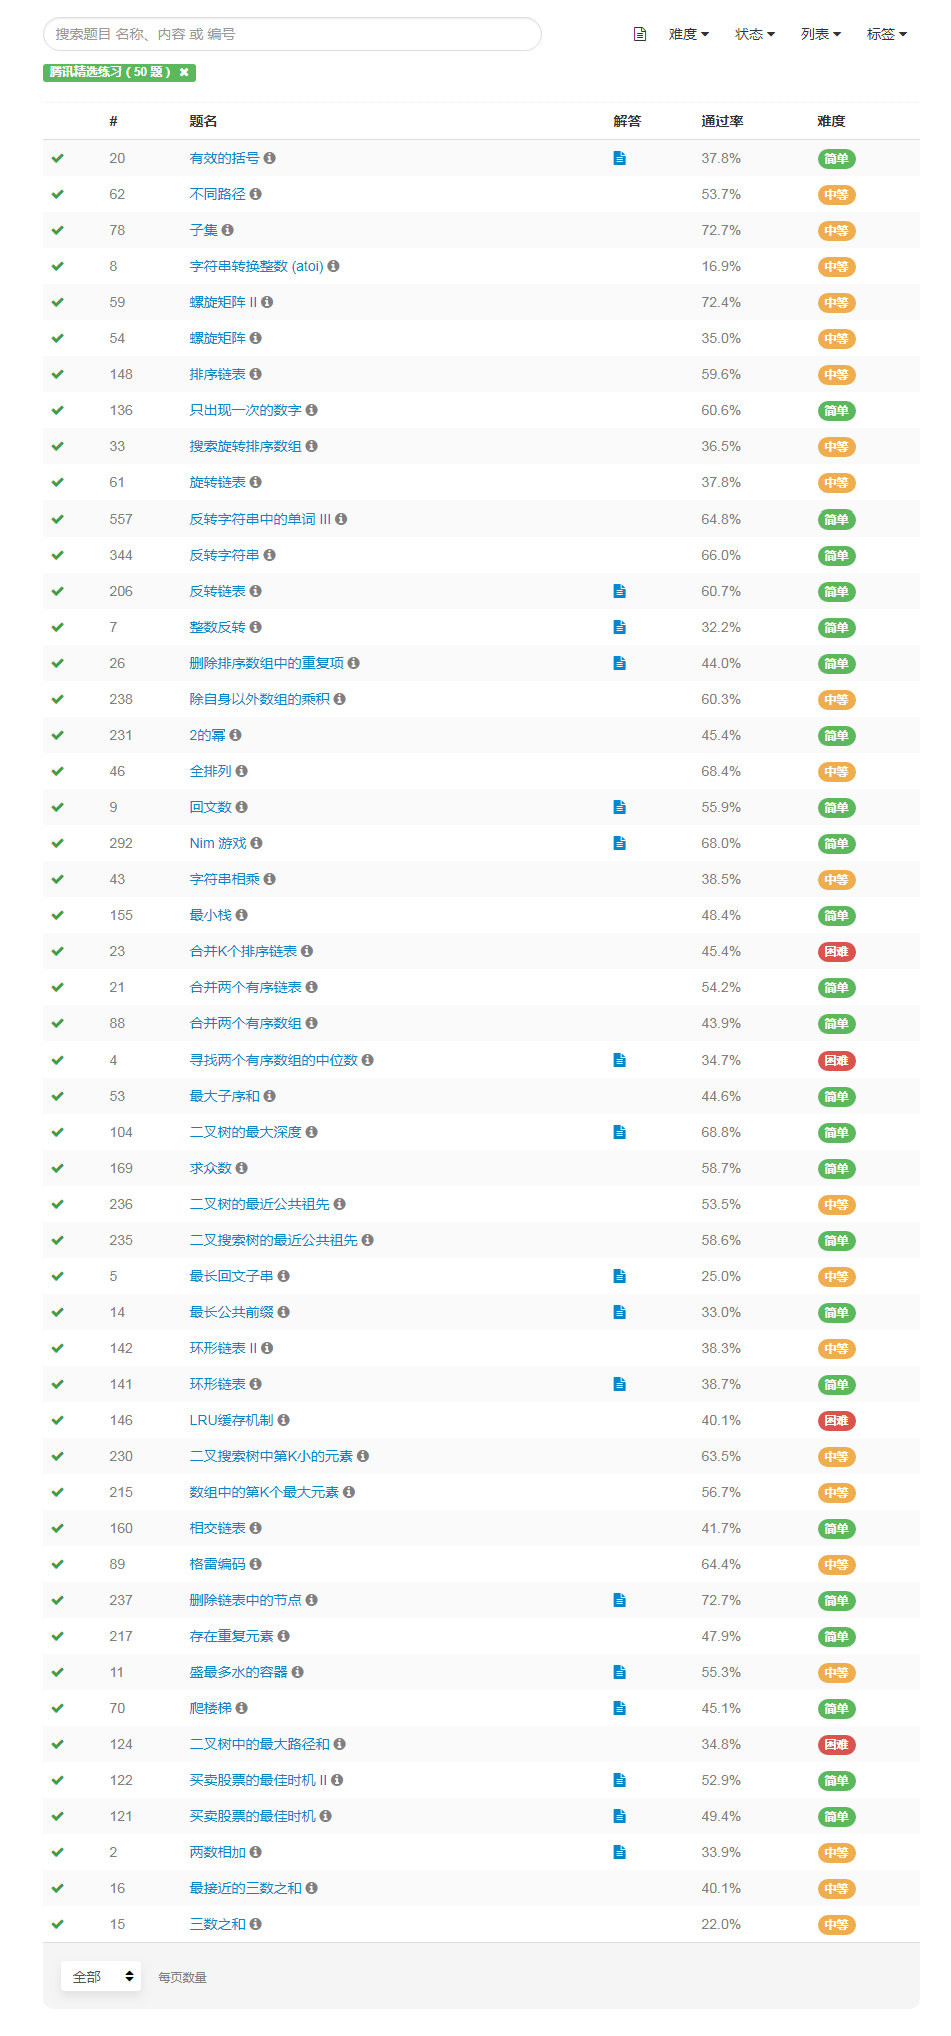 搜索题目 名称、内容 或 编号
难度 状态 列表 标签
腾讯精选练习 ( 50 题 ) ×
# 题名 解答 通过率 难度
20 有效的括号 37.8% 简单
62 不同路径 53.7% 中等
78 子集 72.7% 中等
8 字符串转换整数 (atoi) 16.9% 中等
59 螺旋矩阵 II 72.4% 中等
54 螺旋矩阵 35.0% 中等
148 排序链表 59.6% 中等
136 只出现一次的数字 60.6% 简单
33 搜索旋转排序数组 36.5% 中等
61 旋转链表 37.8% 中等
557 反转字符串中的单词 III 64.8% 简单
344 反转字符串 66.0% 简单
206 反转链表 60.7% 简单
7 整数反转 32.2% 简单
26 删除排序数组中的重复项 44.0% 简单
238 除自身以外数组的乘积 60.3% 中等
231 2的幂 45.4% 简单
46 全排列 68.4% 中等
9 回文数 55.9% 简单
292 Nim 游戏 68.0% 简单
43 字符串相乘 38.5% 中等
155 最小栈 48.4% 简单
23 合并K个排序链表 45.4% 困难
21 合并两个有序链表 54.2% 简单
88 合并两个有序数组 43.9% 简单
4 寻找两个有序数组的中位数 34.7% 困难
53 最大子序和 44.6% 简单
104 二叉树的最大深度 68.8% 简单
169 求众数 58.7% 简单
236 二叉树的最近公共祖先 53.5% 中等
235 二叉搜索树的最近公共祖先 58.6% 简单
5 最长回文子串 25.0% 中等
14 最长公共前缀 33.0% 简单
142 环形链表 II 38.3% 中等
141 环形链表 38.7% 简单
146 LRU缓存机制 40.1% 困难
230 二叉搜索树中第K小的元素 63.5% 中等
215 数组中的第K个最大元素 56.7% 中等
160 相交链表 41.7% 简单
89 格雷编码 64.4% 中等
237 删除链表中的节点 72.7% 简单
217 存在重复元素 47.9% 简单
11 盛最多水的容器 55.3% 中等
70 爬楼梯 45.1% 简单
124 二叉树中的最大路径和 34.8% 困难
122 买卖股票的最佳时机 II 52.9% 简单
121 买卖股票的最佳时机 49.4% 简单
2 两数相加 33.9% 中等
16 最接近的三数之和 40.1% 中等
15 三数之和 22.0% 中等
全部 每页数量